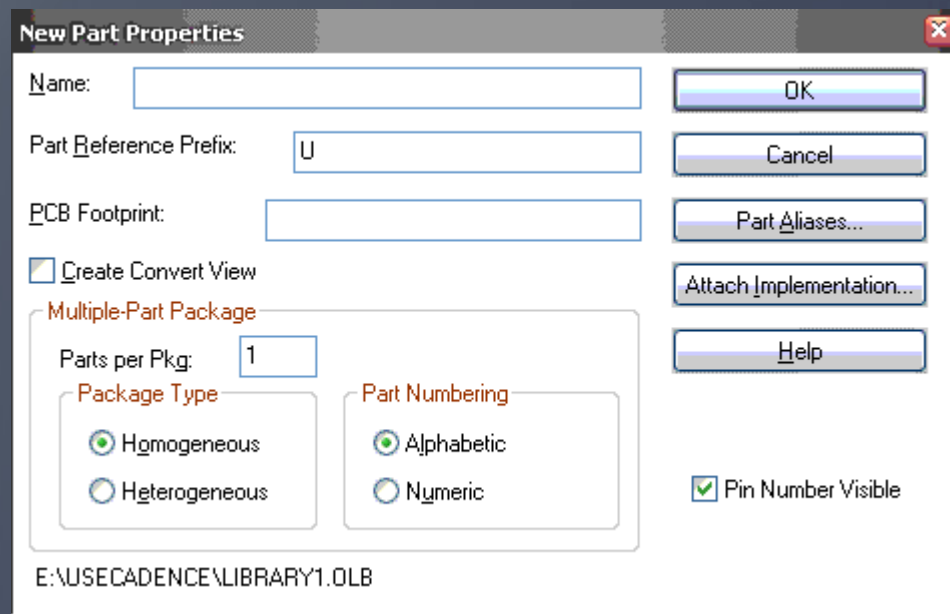 New Part Properties
Name:
OK
Part Reference Prefix: U
Cancel
PCB Footprint:
Part Aliases...
Create Convert View
Attach Implementation...
Multiple-Part Package
Parts per Pkg: 1
Help
Package Type
Part Numbering
Homogeneous
Alphabetic
Heterogeneous
Numeric
Pin Number Visible
E:\USECADENCE\LIBRARY1.OLB